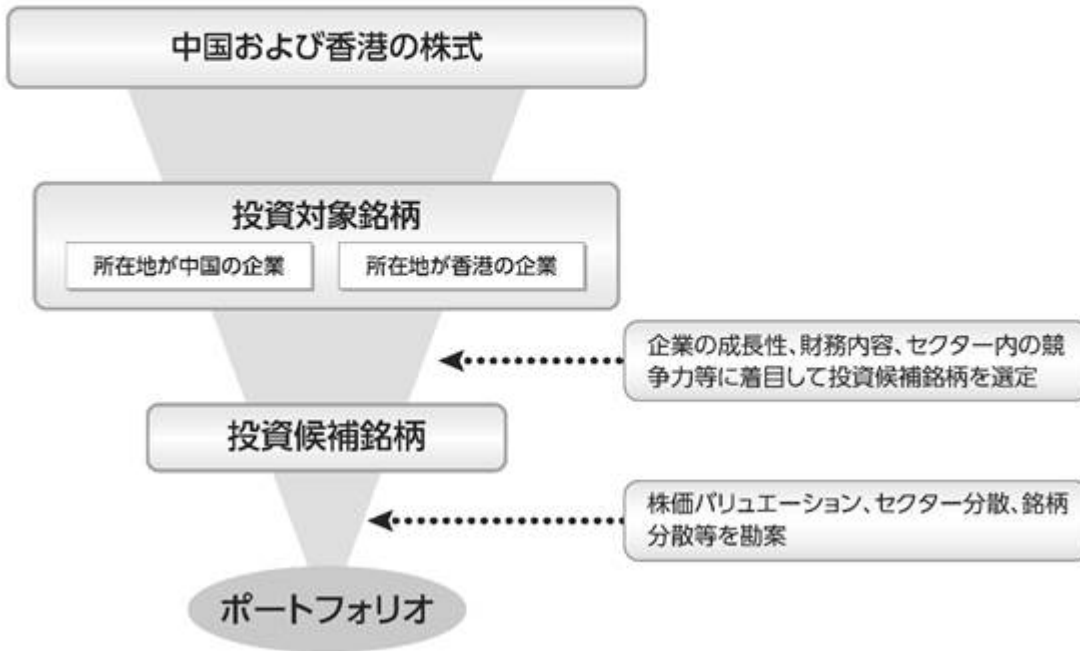 中国および香港の株式
投資対象銘柄
所在地が中国の企業
所在地が香港の企業
企業の成長性、財務内容、セクター内の競
争力等に着目して投資候補銘柄を選定
投資候補銘柄
株価バリュエーション、セクター分散、銘柄
分散等を勘案
ポートフォリオ